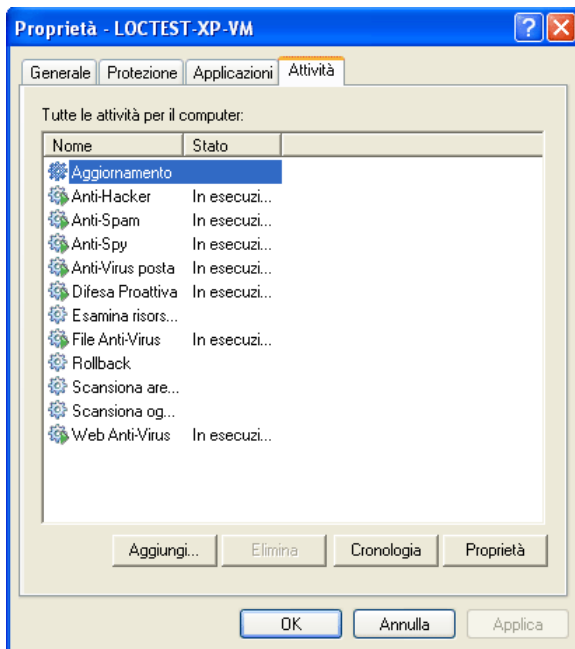 Proprietà - LOCTEST-XP-VM
Generale Protezione Applicazioni Attività
Tutte le attività per il computer:
Nome Stato
Aggiornamento
Anti-Hacker In esecuzi...
Anti-Spam In esecuzi...
Anti-Spy In esecuzi...
Anti-Virus posta In esecuzi...
Difesa Proattiva In esecuzi...
Esamina risors...
File Anti-Virus In esecuzi...
Rollback
Scansiona are...
Scansiona og...
Web Anti-Virus In esecuzi...
Aggiungi... Elimina Cronologia Proprietà
OK Annulla Applica